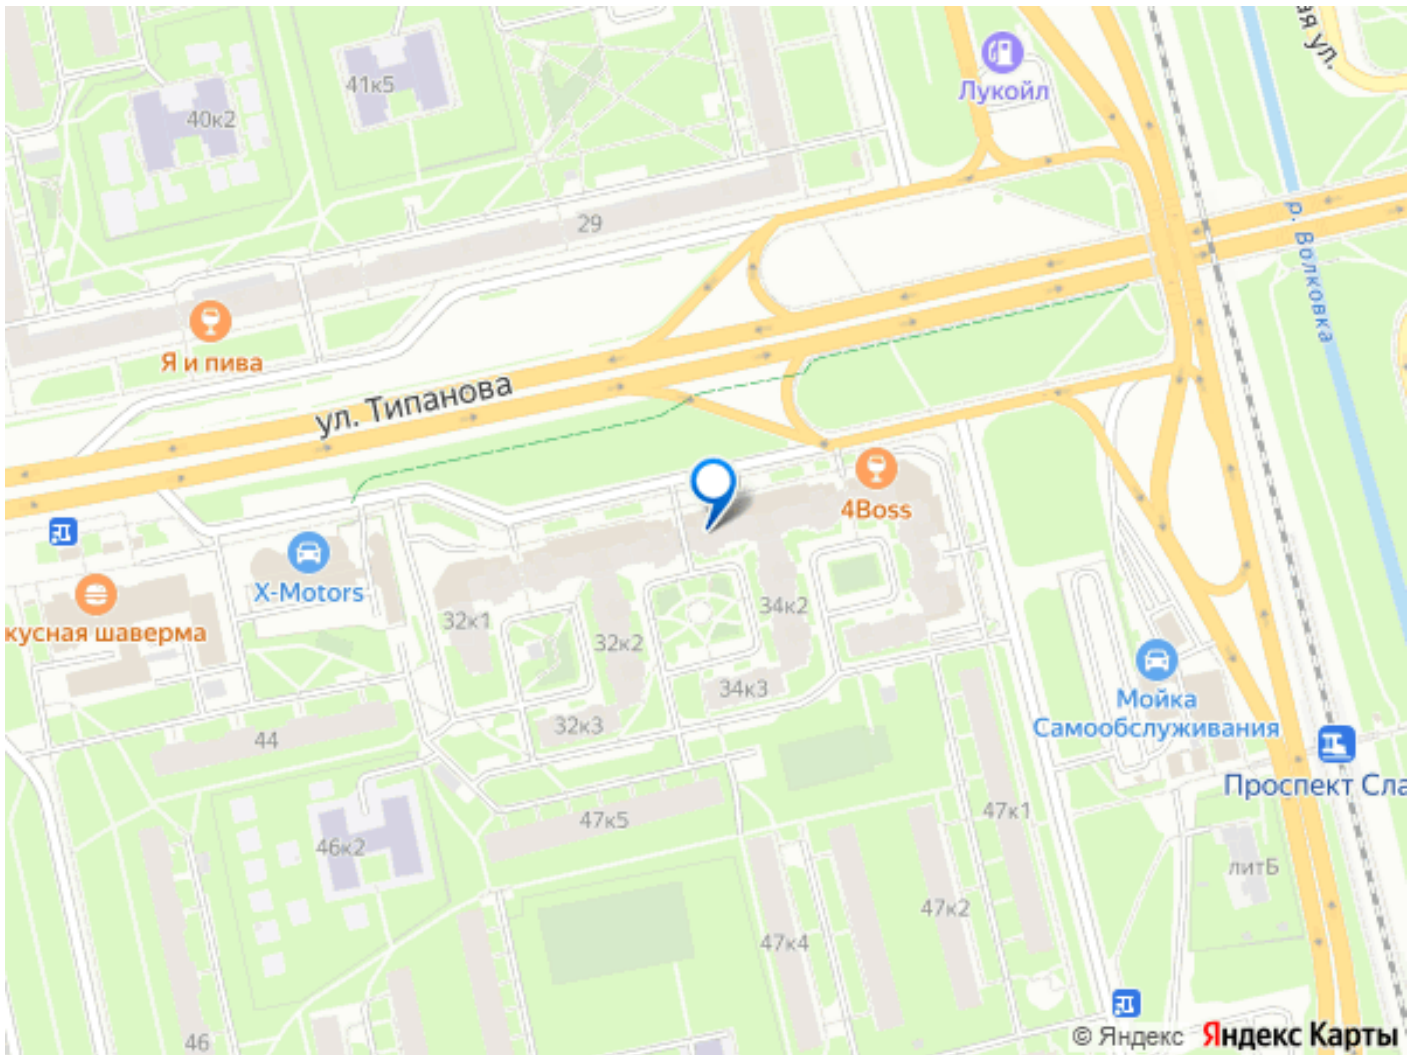 ая ул.
Лукойл
41к5
40к2
р. Волковка
29
Я и пива
ул. Типанова
4Boss
X-Motors
кусная шаверма
32к1
32к2
34к2
34к3
32к3
44
Мойка
Самообслуживания
Проспект Сла
47к5
47к1
46к2
литБ
47к2
47к4
46
© Яндекс Яндекс Карты